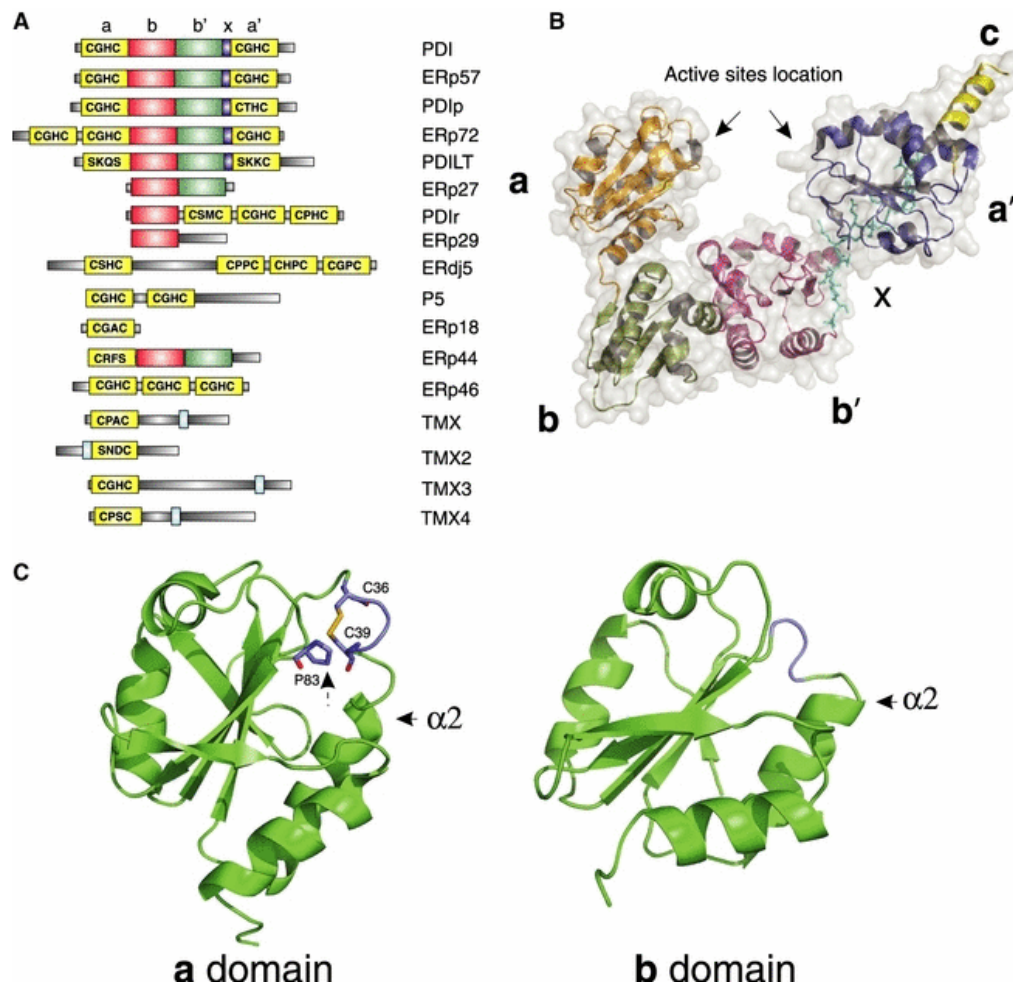 A
a b b' x a'
CGHC CGHC PDI
CGHC CGHC ERp57
CGHC CTHC PDIp
CGHC CGHC CGHC ERp72
SKQS SKKC PDILT
ERp27
CSMC CGHC CPHC PDIr
ERp29
CSHC CPPC CHPC CGPC ERdj5
CGHC CGHC P5
CGAC ERp18
CRFS ERp44
CGHC CGHC CGHC ERp46
CPAC TMX
SNDC TMX2
CGHC TMX3
CPSC TMX4
B
c
Active sites location
a
a'
x
b
b'
C
C36
C39
P83
α2
α2
a domain
b domain